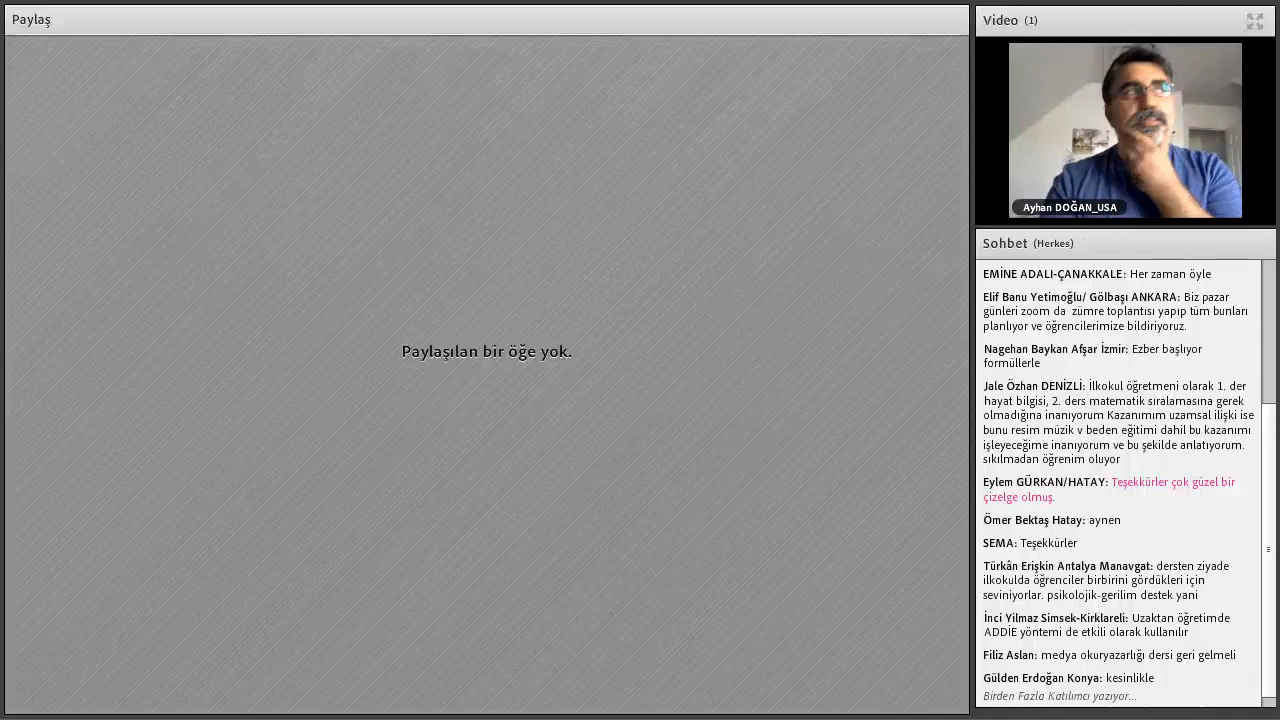 Paylaş
Paylaşılan bir öğe yok.
Video (1)
Ayhan DOĞAN_USA
Sohbet (Herkes)
EMİNE ADALI-ÇANAKKALE: Her zaman öyle
Elif Banu Yetimoğlu/ Gölbaşı ANKARA: Biz pazar
günleri zoom da zümre toplantısı yapıp tüm bunları
planlıyor ve öğrencilerimize bildiriyoruz.
Nagehan Baykan Afşar İzmir: Ezber başlıyor
formüllerle
Jale Özhan DENİZLİ: İlkokul öğretmeni olarak 1. der
hayat bilgisi, 2. ders matematik sıralamasına gerek
olmadığına inanıyorum Kazanımım uzamsal ilişki ise
bunu resim müzik v beden eğitimi dahil bu kazanımı
işleyeceğime inanıyorum ve bu şekilde anlatıyorum.
sıkılmadan öğrenim oluyor
Eylem GÜRKAN/HATAY: Teşekkürler çok güzel bir
çizelge olmuş.
Ömer Bektaş Hatay: aynen
SEMA: Teşekkürler
Türkân Erişkin Antalya Manavgat: dersten ziyade
ilkokulda öğrenciler birbirini gördükleri için
seviniyorlar. psikolojik-gerilim destek yani
İnci Yilmaz Simsek-Kirklareli: Uzaktan öğretimde
ADDİE yöntemi de etkili olarak kullanılır
Filiz Aslan: medya okuryazarlığı dersi geri gelmeli
Gülden Erdoğan Konya: kesinlikle
Birden Fazla Katılımcı yazıyor...